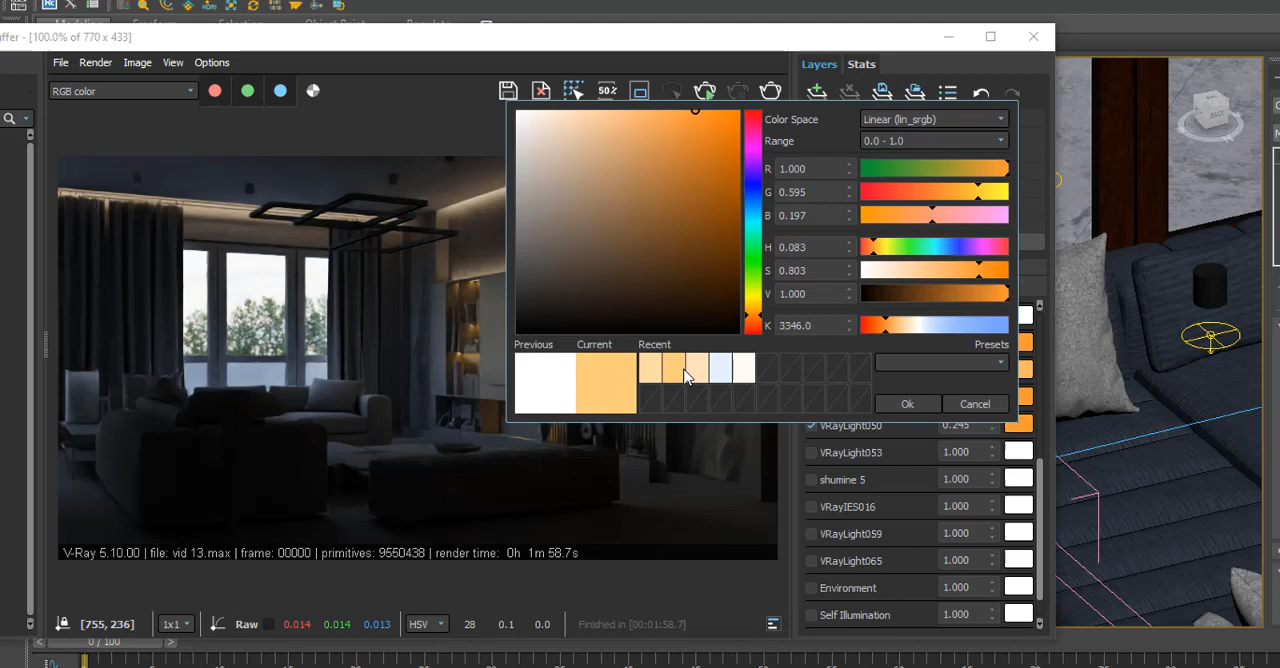 uffer - [100.0% of 770 x 433]
File Render Image View Options
Layers Stats
RGB color
50%
Color Space Linear (lin_srgb)
Range 0.0 - 1.0
R 1.000
G 0.595
B 0.197
H 0.083
S 0.803
V 1.000
K 3346.0
Previous Current Recent Presets
Ok Cancel
VRayLight050 0.245
VRayLight053 1.000
shumine 5 1.000
VRayIES016 1.000
VRayLight059 1.000
VRayLight065 1.000
Environment 1.000
Self Illumination 1.000
V-Ray 5.10.00 | file: vid 13.max | frame: 00000 | primitives: 9550438 | render time: 0h 1m 58.7s
[755, 236] 1x1 Raw 0.014 0.014 0.013 HSV 28 0.1 0.0 Finished in [00:01:58.7]
0 / 100